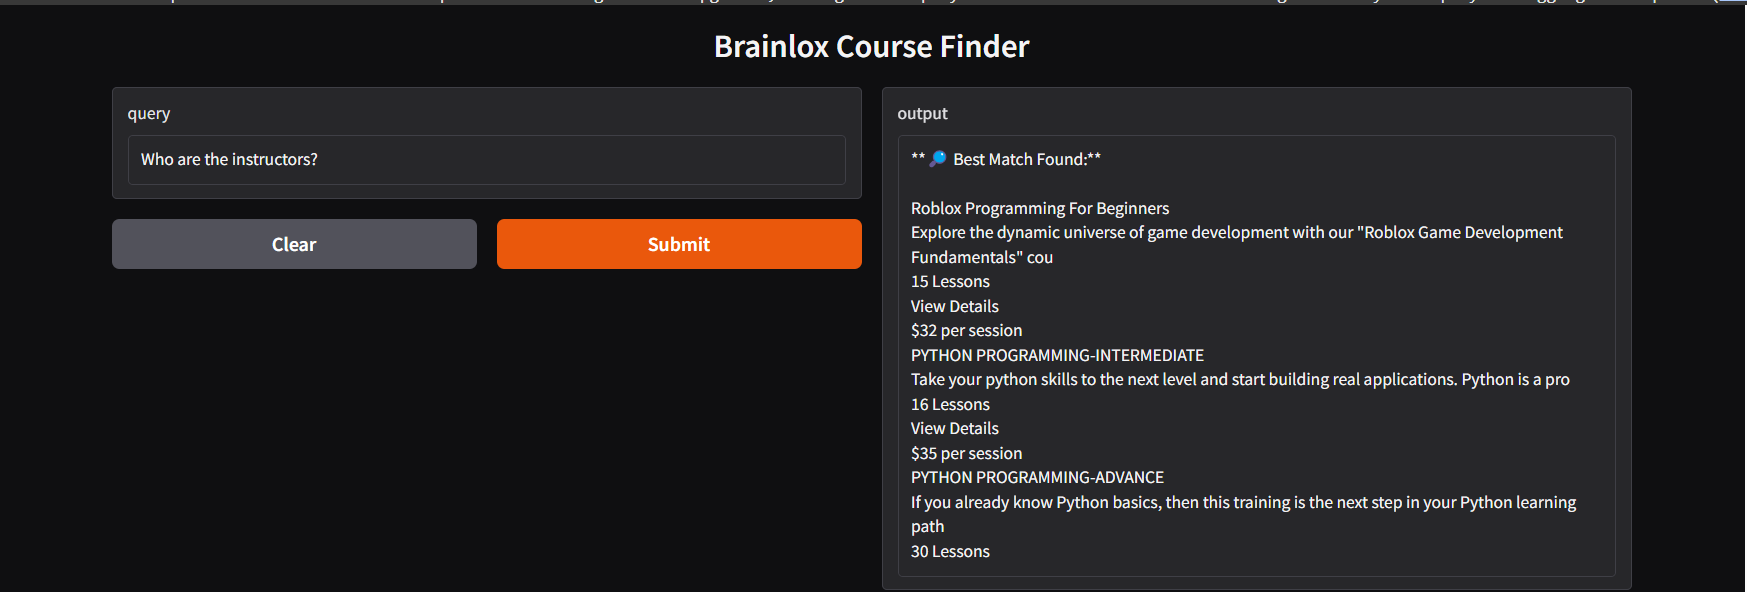 Brainlox Course Finder
query
Who are the instructors?
Clear
Submit
output
**🔎 Best Match Found:**
Roblox Programming For Beginners
Explore the dynamic universe of game development with our "Roblox Game Development
Fundamentals" cou
15 Lessons
View Details
$32 per session
PYTHON PROGRAMMING-INTERMEDIATE
Take your python skills to the next level and start building real applications. Python is a pro
16 Lessons
View Details
$35 per session
PYTHON PROGRAMMING-ADVANCE
If you already know Python basics, then this training is the next step in your Python learning
path
30 Lessons